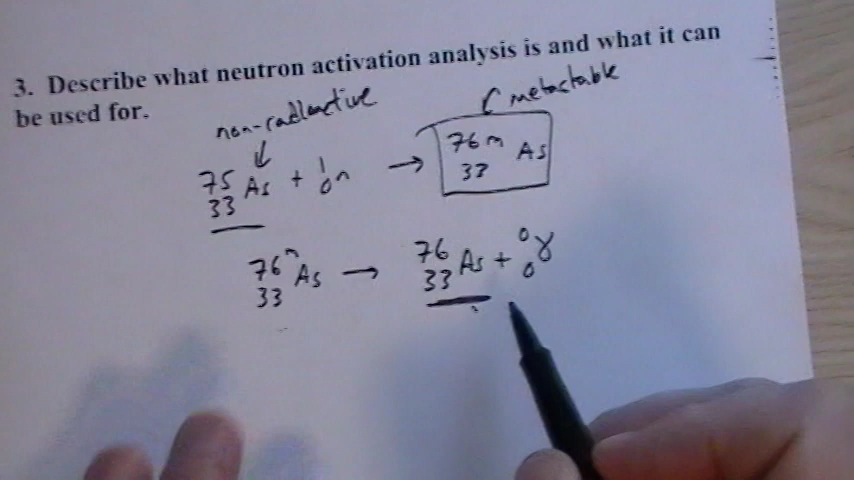 3. Describe what neutron activation analysis is and what it can
be used for.
non-radioactive
metastable
75 33 As + 1 0 n → 76m 33 As
76m 33 As → 76 33 As + 0 0 γ